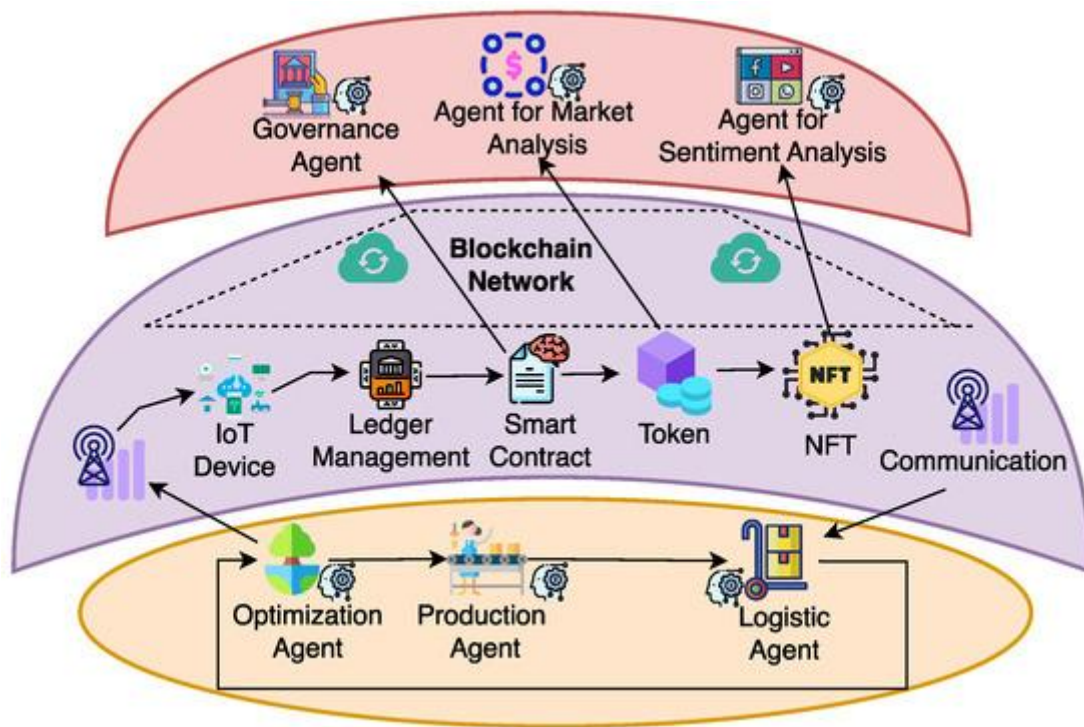 Governance
Agent
$
Agent for Market
Analysis
Agent for
Sentiment Analysis
Blockchain
Network
IoT
Device
Ledger
Management
Smart
Contract
Token
NFT
NFT
Communication
Optimization
Agent
Production
Agent
Logistic
Agent